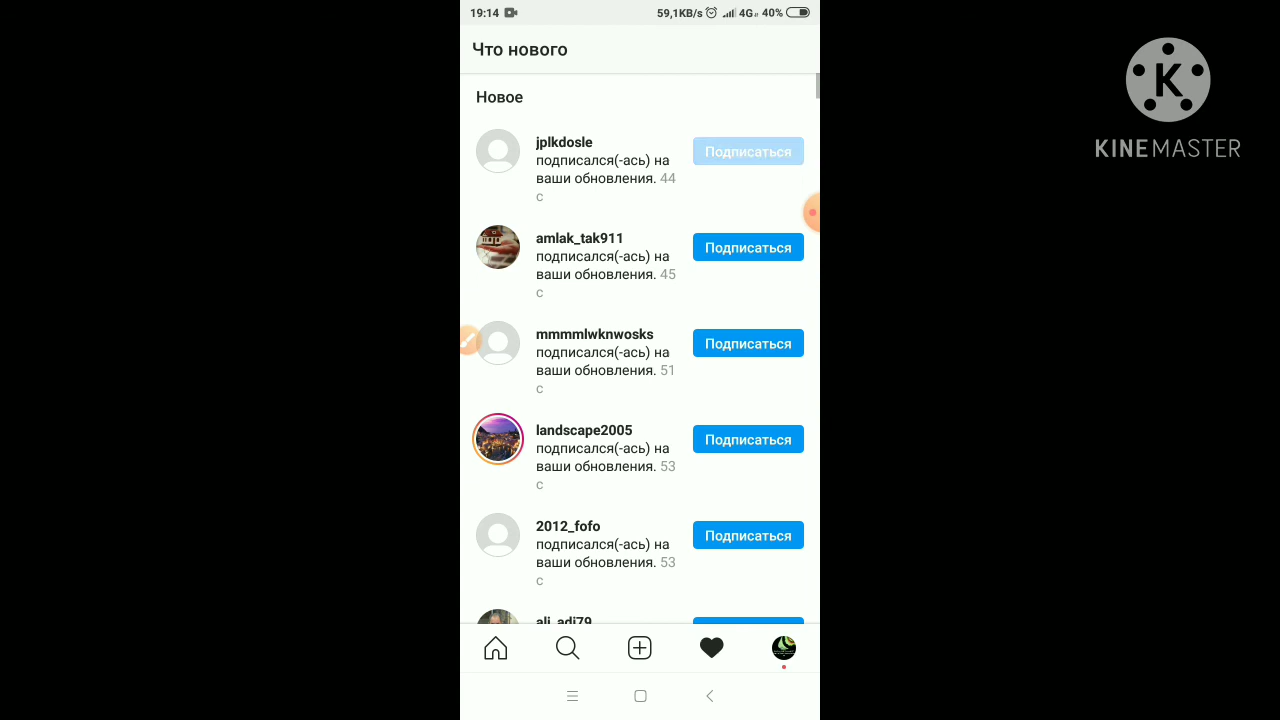 19:14 59,1KB/s 4G 40%
Что нового
Новое
jplkdosle
подписался(-ась) на
ваши обновления. 44
с
Подписаться
amlak_tak911
подписался(-ась) на
ваши обновления. 45
с
Подписаться
mmmmlwknwosks
подписался(-ась) на
ваши обновления. 51
с
Подписаться
landscape2005
подписался(-ась) на
ваши обновления. 53
с
Подписаться
2012_fofo
подписался(-ась) на
ваши обновления. 53
с
Подписаться
ali_adi79
K
KINEMASTER